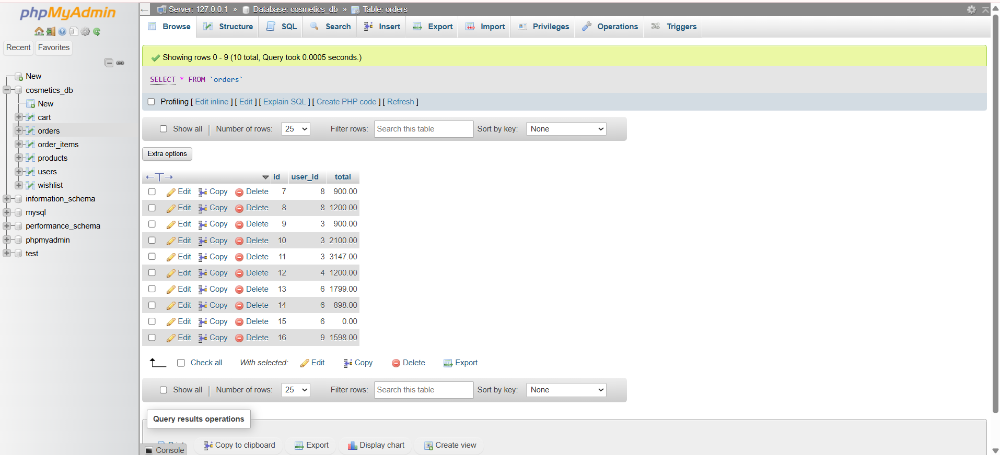 phpMyAdmin
Recent Favorites
New
cosmetics_db
New
cart
orders
order_items
products
users
wishlist
information_schema
mysql
performance_schema
phpmyadmin
test
Server: 127.0.0.1 » Database: cosmetics_db » Table: orders
Browse Structure SQL Search Insert Export Import Privileges Operations Triggers
Showing rows 0 - 9 (10 total, Query took 0.0005 seconds.)
SELECT * FROM `orders`
Profiling [ Edit inline ] [ Edit ] [ Explain SQL ] [ Create PHP code ] [ Refresh ]
Show all | Number of rows: 25 Filter rows: Search this table Sort by key: None
Extra options
←T→ id user_id total
Edit Copy Delete 7 8 900.00
Edit Copy Delete 8 8 1200.00
Edit Copy Delete 9 3 900.00
Edit Copy Delete 10 3 2100.00
Edit Copy Delete 11 3 3147.00
Edit Copy Delete 12 4 1200.00
Edit Copy Delete 13 6 1799.00
Edit Copy Delete 14 6 898.00
Edit Copy Delete 15 6 0.00
Edit Copy Delete 16 9 1598.00
Check all With selected: Edit Copy Delete Export
Show all | Number of rows: 25 Filter rows: Search this table Sort by key: None
Query results operations
Print Copy to clipboard Export Display chart Create view
Console